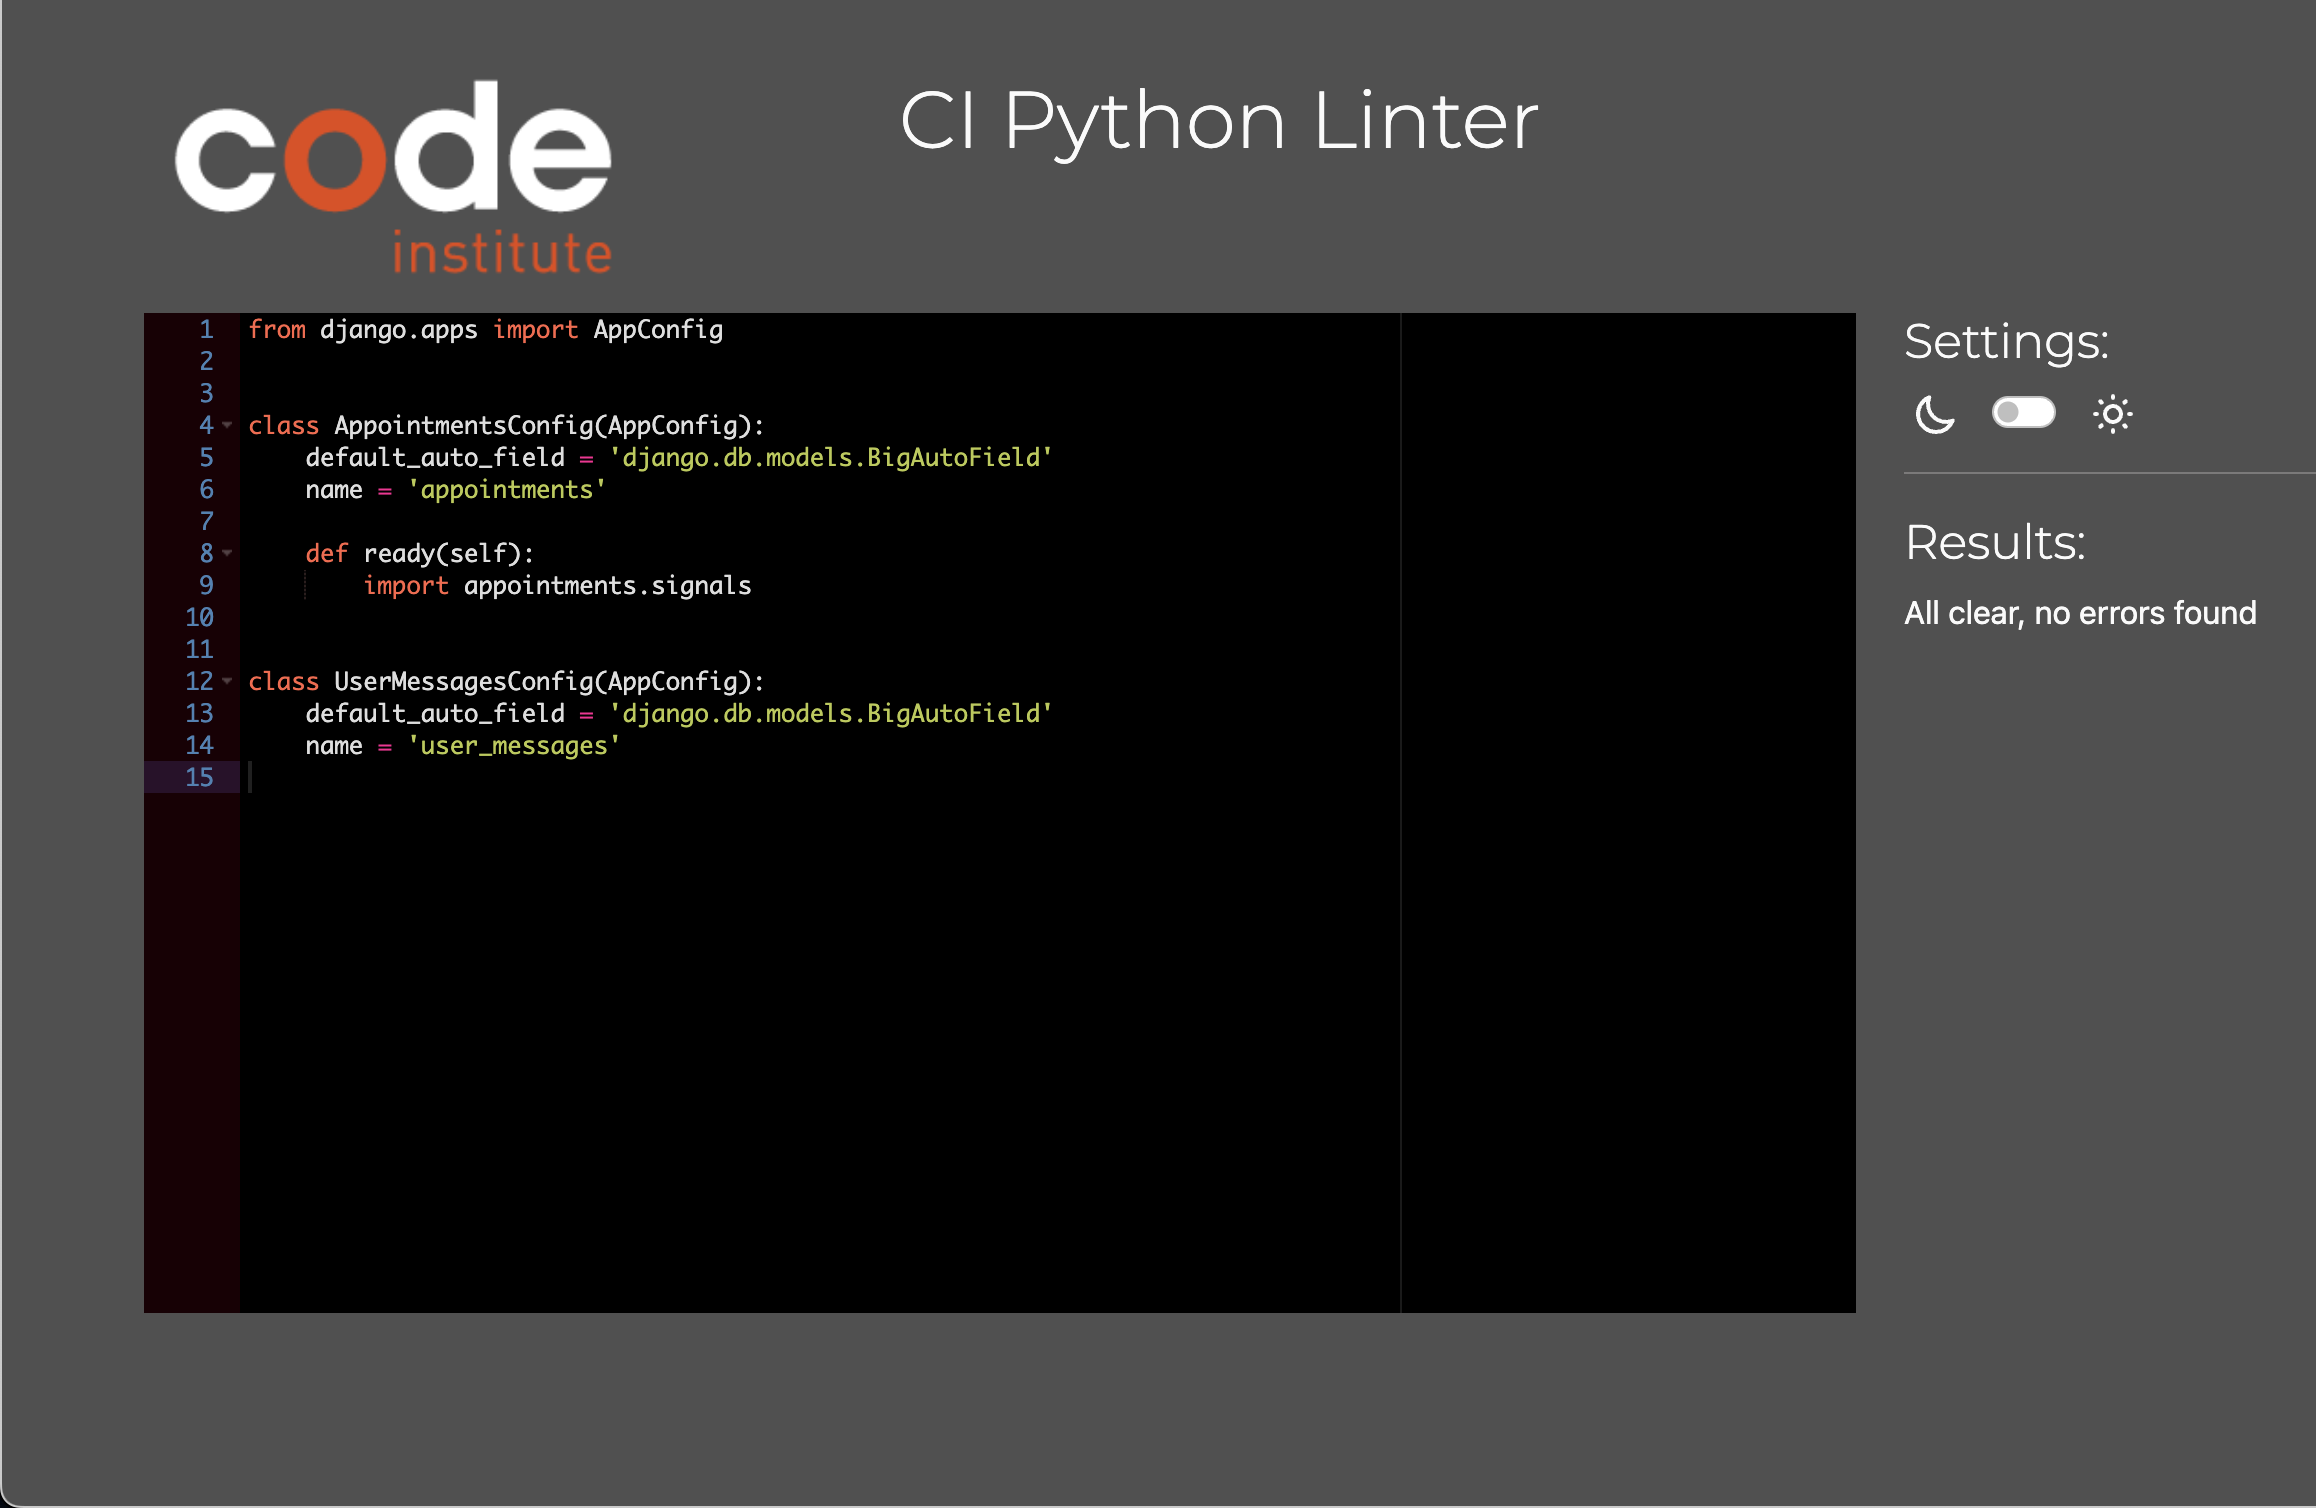 code
institute
CI Python Linter
1 from django.apps import AppConfig
2
3
4 class AppointmentsConfig(AppConfig):
5     default_auto_field = 'django.db.models.BigAutoField'
6     name = 'appointments'
7
8     def ready(self):
9         import appointments.signals
10
11
12 class UserMessagesConfig(AppConfig):
13     default_auto_field = 'django.db.models.BigAutoField'
14     name = 'user_messages'
15
Settings:
Results:
All clear, no errors found